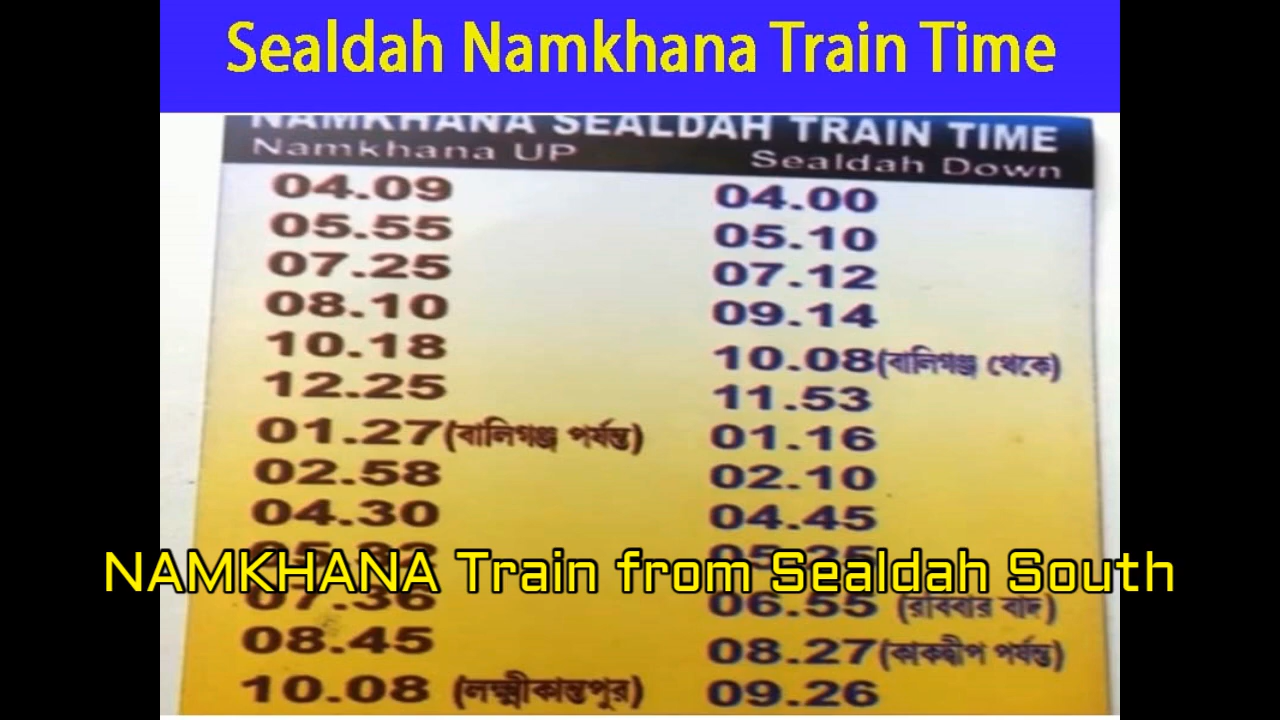 Sealdah Namkhana Train Time
NAMKHANA SEALDAH TRAIN TIME
Namkhana UP Sealdah Down
04.09 04.00
05.55 05.10
07.25 07.12
08.10 09.14
10.18 10.08(বালিগঞ্জ থেকে)
12.25 11.53
01.27(বালিগঞ্জ পর্যন্ত) 01.16
02.58 02.10
04.30 04.45
NAMKHANA Train from Sealdah South
07.36 06.55 (রবিবার বাদ)
08.45 08.27(কাকদ্বীপ পর্যন্ত)
10.08 (লক্ষ্মীকান্তপুর) 09.26